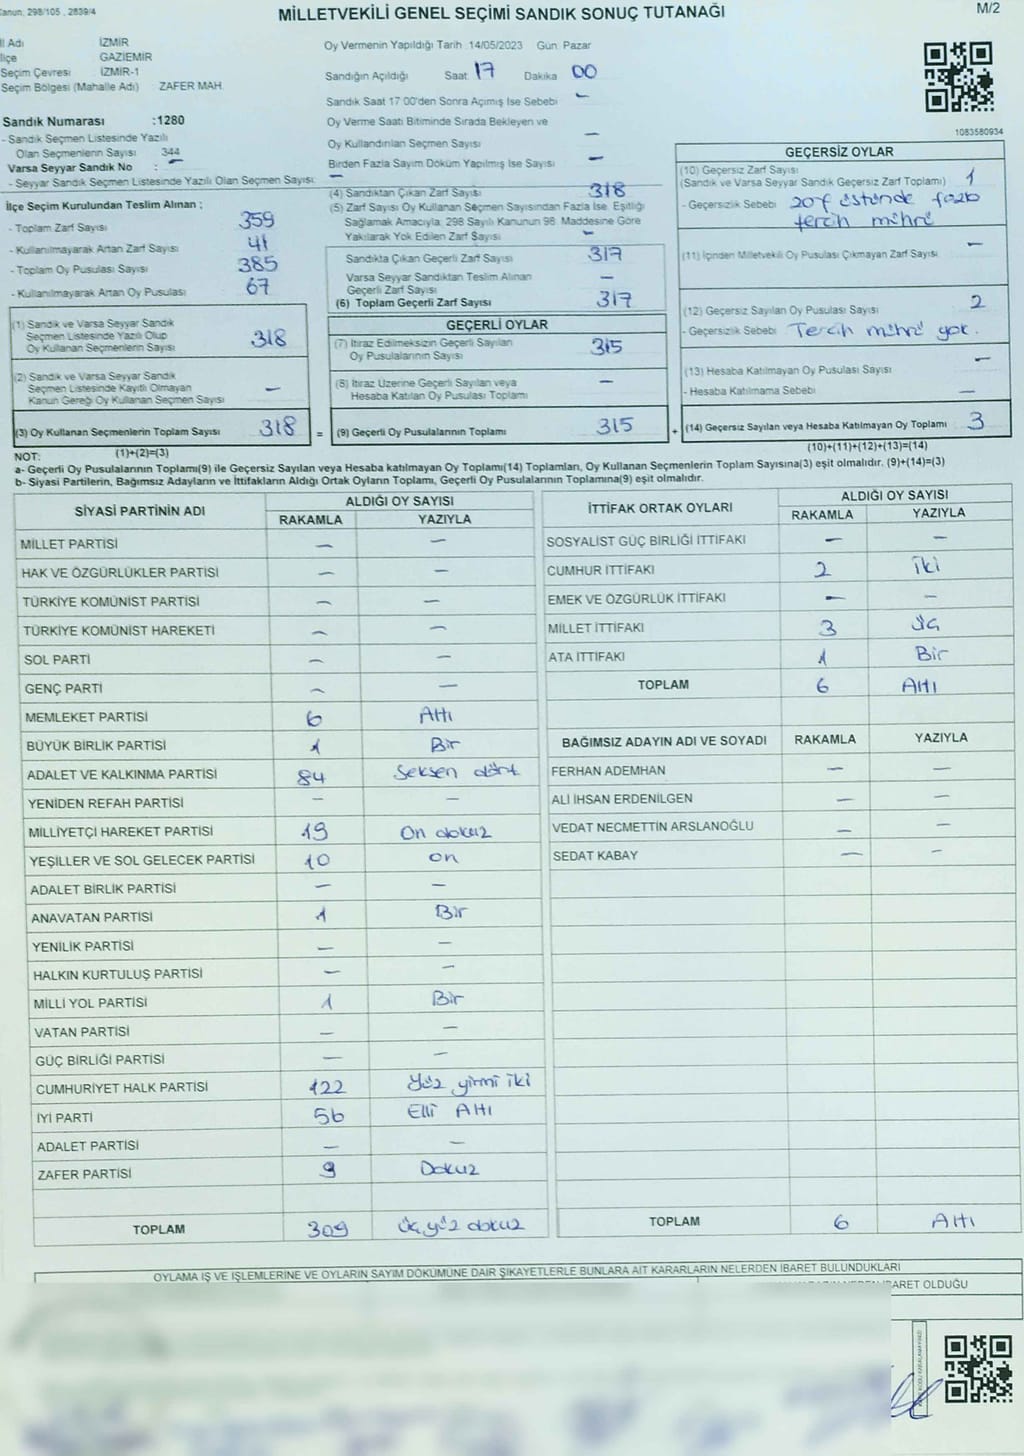 Kanun, 298/105 , 2839/4
MİLLETVEKİLİ GENEL SEÇİMİ SANDIK SONUÇ TUTANAĞI
M/2
İl Adı İZMİR
İlçe GAZİEMİR
Seçim Çevresi İZMİR-1
Seçim Bölgesi (Mahalle Adı) ZAFER MAH.
Sandık Numarası :1280
- Sandık Seçmen Listesinde Yazılı
Olan Seçmenlerin Sayısı 344
Varsa Seyyar Sandık No : –
- Seyyar Sandık Seçmen Listesinde Yazılı Olan Seçmen Sayısı: –
İlçe Seçim Kurulundan Teslim Alınan ;
- Toplam Zarf Sayısı 359
- Kullanılmayarak Artan Zarf Sayısı 41
- Toplam Oy Pusulası Sayısı 385
- Kullanılmayarak Artan Oy Pusulası 67
(1) Sandık ve Varsa Seyyar Sandık
Seçmen Listesinde Yazılı Olup
Oy Kullanan Seçmenlerin Sayısı 318
(2) Sandık ve Varsa Seyyar Sandık
Seçmen Listesinde Kayıtlı Olmayan
Kanun Gereği Oy Kullanan Seçmen Sayısı –
(3) Oy Kullanan Seçmenlerin Toplam Sayısı 318 =
(1)+(2)=(3)
Oy Vermenin Yapıldığı Tarih :14/05/2023 Gün: Pazar
Sandığın Açıldığı Saat: 17 Dakika 00
Sandık Saat 17:00'den Sonra Açımış İse Sebebi –
Oy Verme Saati Bitiminde Sırada Bekleyen ve
Oy Kullandırılan Seçmen Sayısı –
Birden Fazla Sayım Döküm Yapılmış İse Sayısı –
(4) Sandıktan Çıkan Zarf Sayısı 318
(5) Zarf Sayısı Oy Kullanan Seçmen Sayısından Fazla İse, Eşitliği
Sağlamak Amacıyla; 298 Sayılı Kanunun 98. Maddesine Göre
Yakılarak Yok Edilen Zarf Sayısı –
Sandıkta Çıkan Geçerli Zarf Sayısı 317
Varsa Seyyar Sandıktan Teslim Alınan
Geçerli Zarf Sayısı –
(6) Toplam Geçerli Zarf Sayısı 317
GEÇERLİ OYLAR
(7) İtiraz Edilmeksizin Geçerli Sayılan
Oy Pusulalarının Sayısı 315
(8) İtiraz Üzerine Geçerli Sayılan veya
Hesaba Katılan Oy Pusulası Toplamı –
(9) Geçerli Oy Pusulalarının Toplamı 315 +
1083580934
GEÇERSİZ OYLAR
(10) Geçersiz Zarf Sayısı
(Sandık ve Varsa Seyyar Sandık Geçersiz Zarf Toplamı) 1
- Geçersizlik Sebebi zarf üstünde fazla
tercih mührü
(11) İçinden Milletvekili Oy Pusulası Çıkmayan Zarf Sayısı –
(12) Geçersiz Sayılan Oy Pusulası Sayısı 2
- Geçersizlik Sebebi Tercih mührü yok.
(13) Hesaba Katılmayan Oy Pusulası Sayısı –
- Hesaba Katılmama Sebebi –
(14) Geçersiz Sayılan veya Hesaba Katılmayan Oy Toplamı 3
(10)+(11)+(12)+(13)=(14)
NOT:
a- Geçerli Oy Pusulalarının Toplamı(9) ile Geçersiz Sayılan veya Hesaba katılmayan Oy Toplamı(14) Toplamları, Oy Kullanan Seçmenlerin Toplam Sayısına(3) eşit olmalıdır. (9)+(14)=(3)
b- Siyasi Partilerin, Bağımsız Adayların ve İttifakların Aldığı Ortak Oyların Toplamı, Geçerli Oy Pusulalarının Toplamına(9) eşit olmalıdır.
SİYASİ PARTİNİN ADI ALDIĞI OY SAYISI
RAKAMLA YAZIYLA
MİLLET PARTİSİ – –
HAK VE ÖZGÜRLÜKLER PARTİSİ – –
TÜRKİYE KOMÜNİST PARTİSİ – –
TÜRKİYE KOMÜNİST HAREKETİ – –
SOL PARTİ – –
GENÇ PARTİ – –
MEMLEKET PARTİSİ 6 Altı
BÜYÜK BİRLİK PARTİSİ 1 Bir
ADALET VE KALKINMA PARTİSİ 84 Seksen dört
YENİDEN REFAH PARTİSİ – –
MİLLİYETÇİ HAREKET PARTİSİ 19 On dokuz
YEŞİLLER VE SOL GELECEK PARTİSİ 10 on
ADALET BİRLİK PARTİSİ – –
ANAVATAN PARTİSİ 1 Bir
YENİLİK PARTİSİ – –
HALKIN KURTULUŞ PARTİSİ – –
MİLLİ YOL PARTİSİ 1 Bir
VATAN PARTİSİ – –
GÜÇ BİRLİĞİ PARTİSİ – –
CUMHURİYET HALK PARTİSİ 122 Yüz yirmi iki
İYİ PARTİ 56 Elli Altı
ADALET PARTİSİ – –
ZAFER PARTİSİ 9 Dokuz
TOPLAM 309 Üç yüz dokuz
İTTİFAK ORTAK OYLARI ALDIĞI OY SAYISI
RAKAMLA YAZIYLA
SOSYALİST GÜÇ BİRLİĞİ İTTİFAKI – –
CUMHUR İTTİFAKI 2 İki
EMEK VE ÖZGÜRLÜK İTTİFAKI – –
MİLLET İTTİFAKI 3 Üç
ATA İTTİFAKI 1 Bir
TOPLAM 6 Altı
BAĞIMSIZ ADAYIN ADI VE SOYADI RAKAMLA YAZIYLA
FERHAN ADEMHAN – –
ALİ İHSAN ERDENİLGEN – –
VEDAT NECMETTİN ARSLANOĞLU – –
SEDAT KABAY – –
TOPLAM 6 Altı
OYLAMA İŞ VE İŞLEMLERİNE VE OYLARIN SAYIM DÖKÜMÜNE DAİR ŞİKAYETLERLE BUNLARA AİT KARARLARIN NELERDEN İBARET BULUNDUKLARI
İBARET OLDUĞU